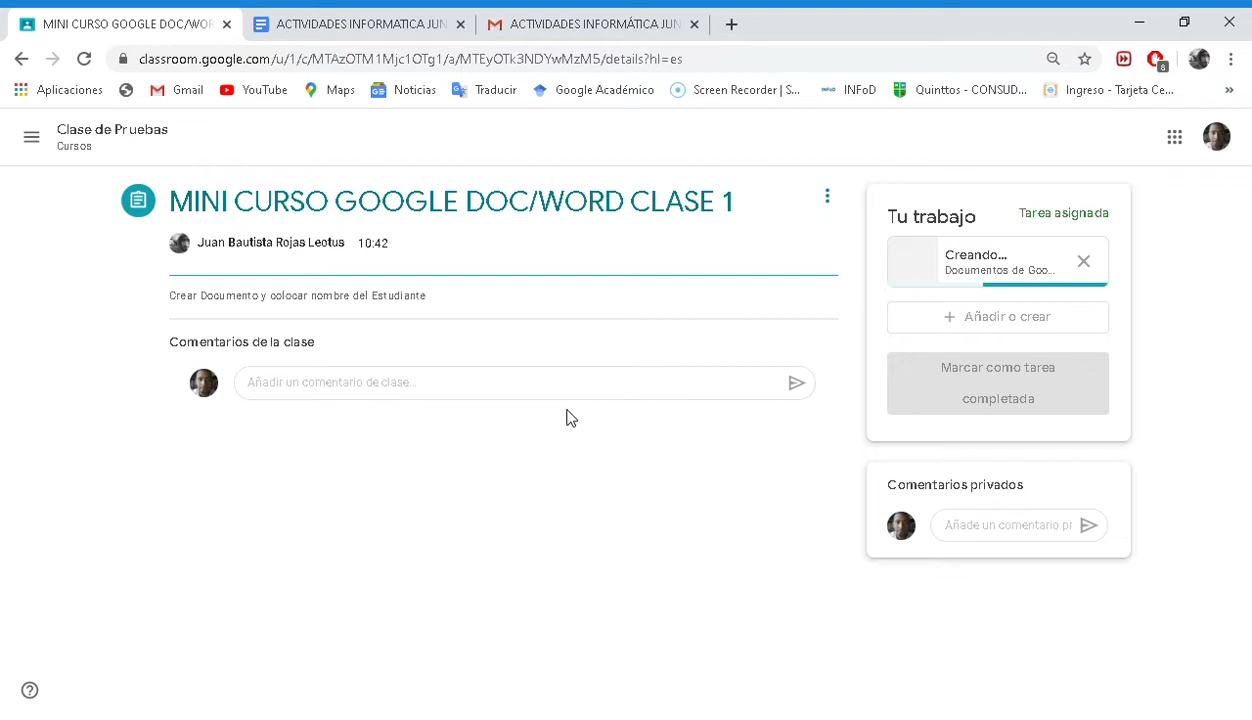 MINI CURSO GOOGLE DOC/WOR
ACTIVIDADES INFORMATICA JUN
ACTIVIDADES INFORMÁTICA JUN
classroom.google.com/u/1/c/MTAzOTM1Mjc1OTg1/a/MTEyOTk3NDYwMzM5/details?hl=es
8
Aplicaciones
Gmail
YouTube
Maps
Noticias
Traducir
Google Académico
Screen Recorder | S...
INFoD
INFoD
Quinttos - CONSUD...
Ingreso - Tarjeta Ce...
»
Clase de Pruebas
Cursos
MINI CURSO GOOGLE DOC/WORD CLASE 1
Juan Bautista Rojas Leotus 10:42
Crear Documento y colocar nombre del Estudiante
Comentarios de la clase
Añadir un comentario de clase...
Tu trabajo
Tarea asignada
Creando...
Documentos de Goo...
+ Añadir o crear
Marcar como tarea
completada
Comentarios privados
Añade un comentario pr